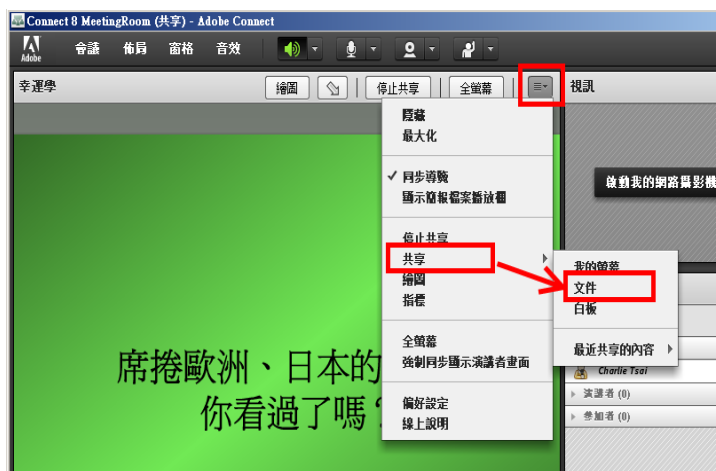 Connect 8 MeetingRoom (共享) - Adobe Connect
Adobe 會議 佈局 窗格 音效
幸運學 繪圖 停止共享 全螢幕 視訊
隱藏
最大化
同步導覽
顯示簡報檔案播放欄
停止共享
共享
繪圖
指標
全螢幕
強制同步顯示演講者畫面
偏好設定
線上說明
我的螢幕
文件
白板
最近共享的內容
啟動我的網路攝影機
Charlie Tsai
演講者 (0)
參加者 (0)
席捲歐洲、日本的
你看過了嗎?